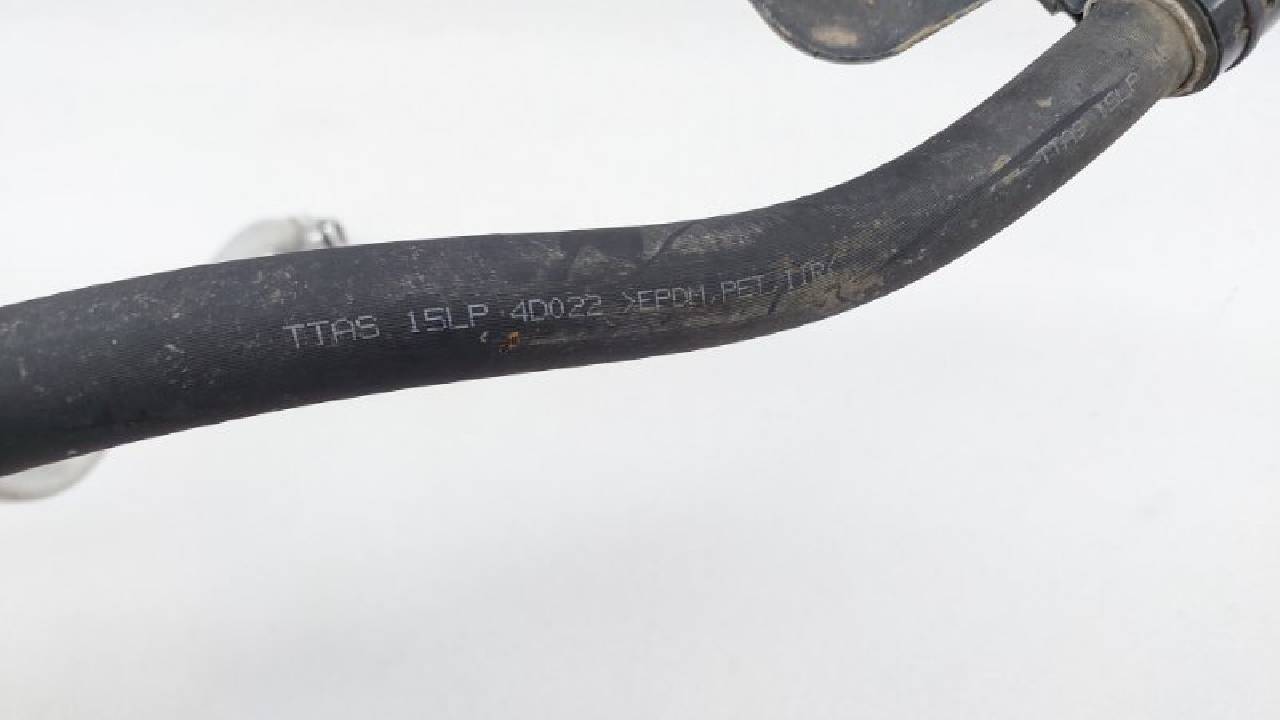 TTAS 15LP 4D022 >EPDM,PET,IIR<
TTAS 15LP